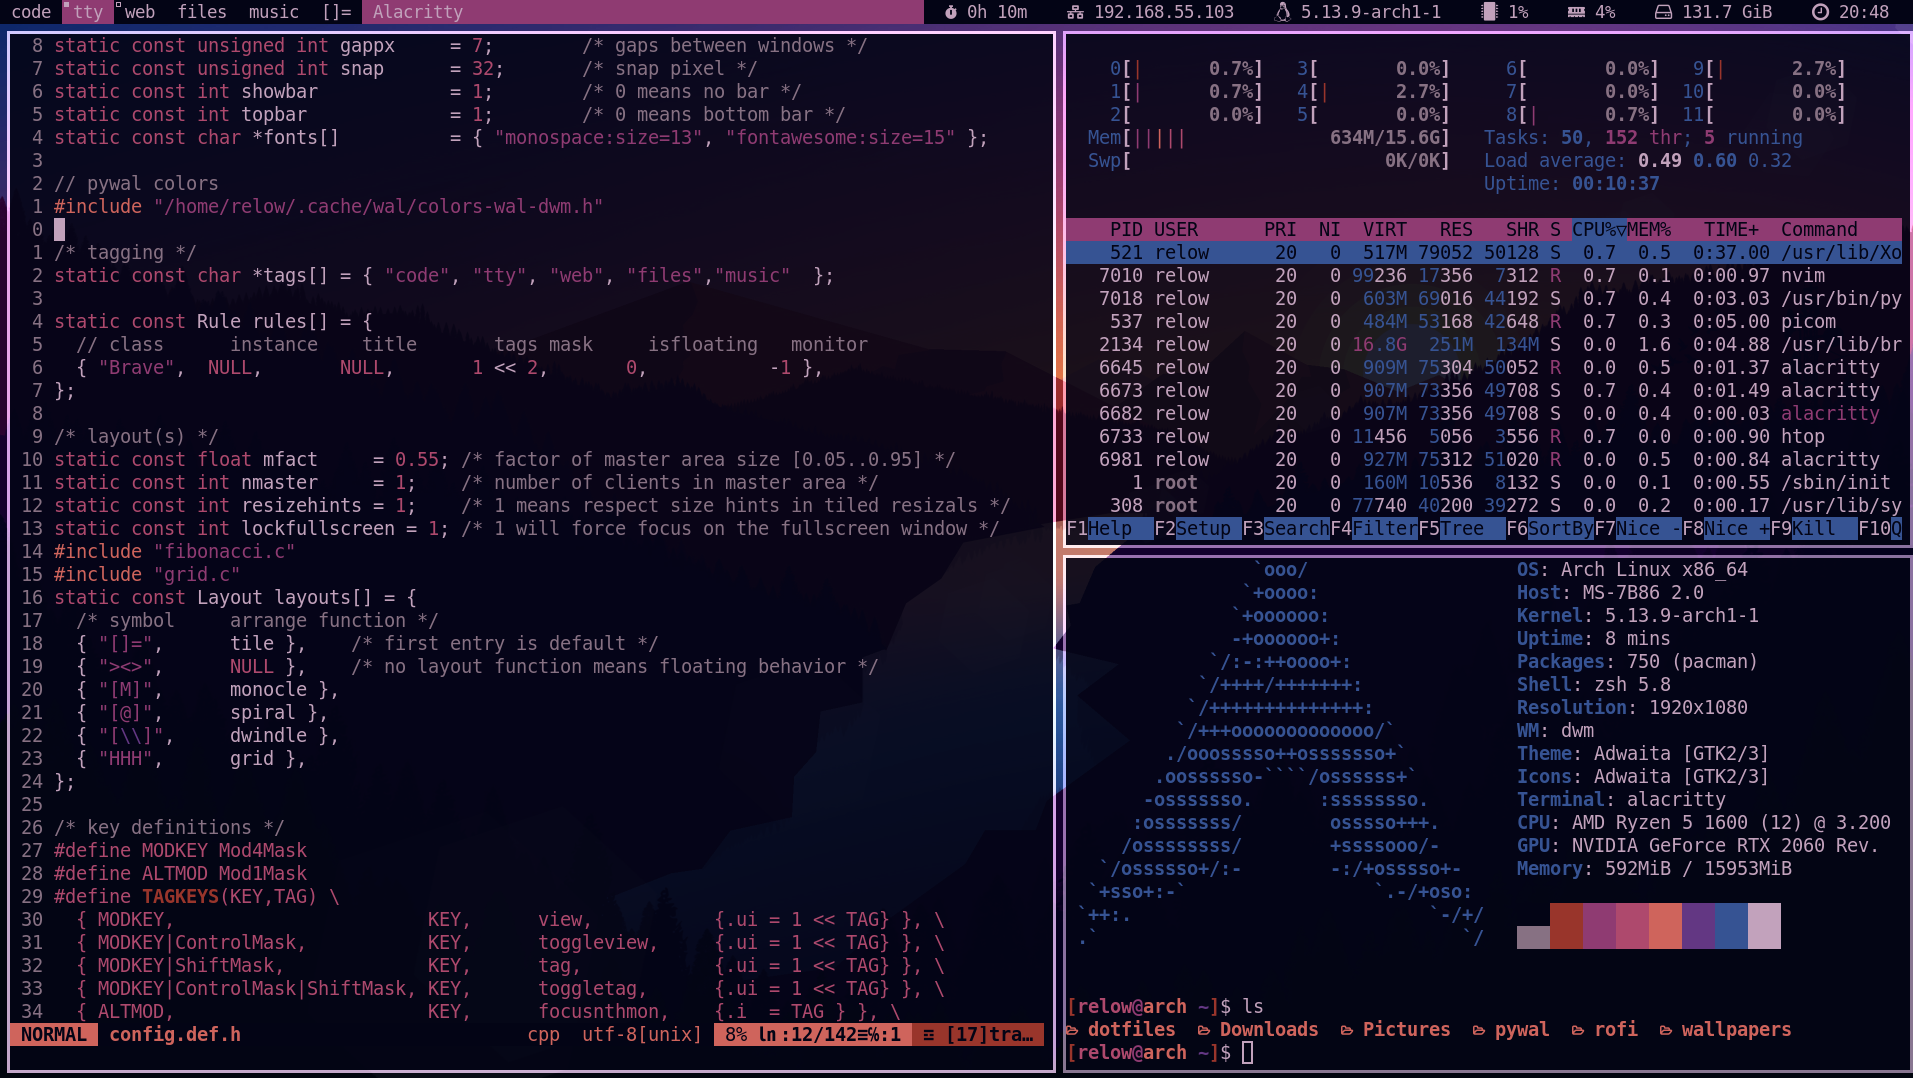 code tty web files music []= Alacritty 0h 10m 192.168.55.103 5.13.9-arch1-1 1% 4% 131.7 GiB 20:48
8 static const unsigned int gappx     = 7;        /* gaps between windows */
7 static const unsigned int snap      = 32;       /* snap pixel */
6 static const int showbar            = 1;        /* 0 means no bar */
5 static const int topbar             = 1;        /* 0 means bottom bar */
4 static const char *fonts[]          = { "monospace:size=13", "fontawesome:size=15" };
3
2 // pywal colors
1 #include "/home/relow/.cache/wal/colors-wal-dwm.h"
0
1 /* tagging */
2 static const char *tags[] = { "code", "tty", "web", "files","music"  };
3
4 static const Rule rules[] = {
5   // class      instance    title       tags mask     isfloating   monitor
6   { "Brave",  NULL,       NULL,      1 << 2,       0,           -1 },
7 };
8
9 /* layout(s) */
10 static const float mfact     = 0.55; /* factor of master area size [0.05..0.95] */
11 static const int nmaster     = 1;    /* number of clients in master area */
12 static const int resizehints = 1;    /* 1 means respect size hints in tiled resizals */
13 static const int lockfullscreen = 1; /* 1 will force focus on the fullscreen window */
14 #include "fibonacci.c"
15 #include "grid.c"
16 static const Layout layouts[] = {
17   /* symbol     arrange function */
18   { "[]=",      tile },    /* first entry is default */
19   { "><>",      NULL },    /* no layout function means floating behavior */
20   { "[M]",      monocle },
21   { "[@]",      spiral },
22   { "[\\]",     dwindle },
23   { "HHH",      grid },
24 };
25
26 /* key definitions */
27 #define MODKEY Mod4Mask
28 #define ALTMOD Mod1Mask
29 #define TAGKEYS(KEY,TAG) \
30   { MODKEY,                       KEY,      view,           {.ui = 1 << TAG} }, \
31   { MODKEY|ControlMask,           KEY,      toggleview,     {.ui = 1 << TAG} }, \
32   { MODKEY|ShiftMask,             KEY,      tag,            {.ui = 1 << TAG} }, \
33   { MODKEY|ControlMask|ShiftMask, KEY,      toggletag,      {.ui = 1 << TAG} }, \
34   { ALTMOD,                       KEY,      focusnthmon,    {.i  = TAG } }, \
NORMAL config.def.h cpp utf-8[unix] 8% ln :12/142≡%:1 ≡ [17]tra…
0[| 0.7%] 3[ 0.0%] 6[ 0.0%] 9[| 2.7%]
1[| 0.7%] 4[| 2.7%] 7[ 0.0%] 10[ 0.0%]
2[ 0.0%] 5[ 0.0%] 8[| 0.7%] 11[ 0.0%]
Mem[||||| 634M/15.6G] Tasks: 50, 152 thr; 5 running
Swp[ 0K/0K] Load average: 0.49 0.60 0.32
Uptime: 00:10:37
PID USER PRI NI VIRT RES SHR S CPU%▽MEM% TIME+ Command
521 relow 20 0 517M 79052 50128 S 0.7 0.5 0:37.00 /usr/lib/Xo
7010 relow 20 0 99236 17356 7312 R 0.7 0.1 0:00.97 nvim
7018 relow 20 0 603M 69016 44192 S 0.7 0.4 0:03.03 /usr/bin/py
537 relow 20 0 484M 53168 42648 R 0.7 0.3 0:05.00 picom
2134 relow 20 0 16.8G 251M 134M S 0.0 1.6 0:04.88 /usr/lib/br
6645 relow 20 0 909M 75304 50052 R 0.0 0.5 0:01.37 alacritty
6673 relow 20 0 907M 73356 49708 S 0.7 0.4 0:01.49 alacritty
6682 relow 20 0 907M 73356 49708 S 0.0 0.4 0:00.03 alacritty
6733 relow 20 0 11456 5056 3556 R 0.7 0.0 0:00.90 htop
6981 relow 20 0 927M 75312 51020 R 0.0 0.5 0:00.84 alacritty
1 root 20 0 160M 10536 8132 S 0.0 0.1 0:00.55 /sbin/init
308 root 20 0 77740 40200 39272 S 0.0 0.2 0:00.17 /usr/lib/sy
F1Help F2Setup F3SearchF4FilterF5Tree F6SortByF7Nice -F8Nice +F9Kill F10Q
`ooo/ OS: Arch Linux x86_64
`+oooo: Host: MS-7B86 2.0
`+oooooo: Kernel: 5.13.9-arch1-1
-+oooooo+: Uptime: 8 mins
`/:-:++oooo+: Packages: 750 (pacman)
`/++++/+++++++: Shell: zsh 5.8
`/++++++++++++++: Resolution: 1920x1080
`/+++ooooooooooooo/` WM: dwm
./ooosssso++osssssso+` Theme: Adwaita [GTK2/3]
.oossssso-````/ossssss+` Icons: Adwaita [GTK2/3]
-osssssso.      :ssssssso. Terminal: alacritty
:osssssss/        osssso+++. CPU: AMD Ryzen 5 1600 (12) @ 3.200
/ossssssss/        +ssssooo/- GPU: NVIDIA GeForce RTX 2060 Rev.
`/ossssso+/:-        -:/+osssso+- Memory: 592MiB / 15953MiB
`+sso+:-`                 `.-/+oso:
`++:.                           `-/+/
.`                                 `/
[relow@arch ~]$ ls
dotfiles Downloads Pictures pywal rofi wallpapers
[relow@arch ~]$